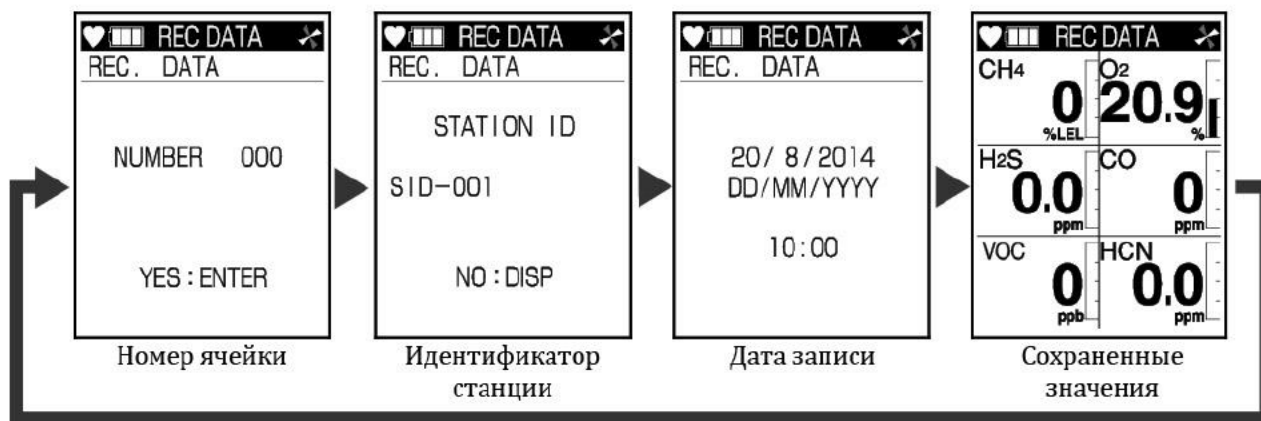 REC DATA
REC. DATA
NUMBER 000
YES:ENTER
Номер ячейки
REC DATA
REC. DATA
STATION ID
SID-001
NO:DISP
Идентификатор
станции
REC DATA
REC. DATA
20/ 8/2014
DD/MM/YYYY
10:00
Дата записи
REC DATA
CH4 O2
0 20.9
%LEL %
H2S CO
0.0 0
ppm ppm
VOC HCN
0 0.0
ppb ppm
Сохраненные
значения